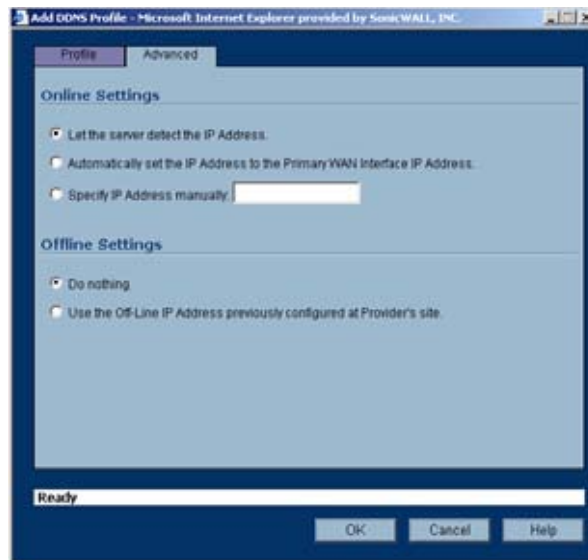 Add DDNS Profile - Microsoft Internet Explorer provided by SonicWALL, INC.
Profile
Advanced
Online Settings
Let the server detect the IP Address.
Automatically set the IP Address to the Primary WAN Interface IP Address.
Specify IP Address manually:
Offline Settings
Do nothing
Use the Off-Line IP Address previously configured at Provider's site.
Ready
OK
Cancel
Help